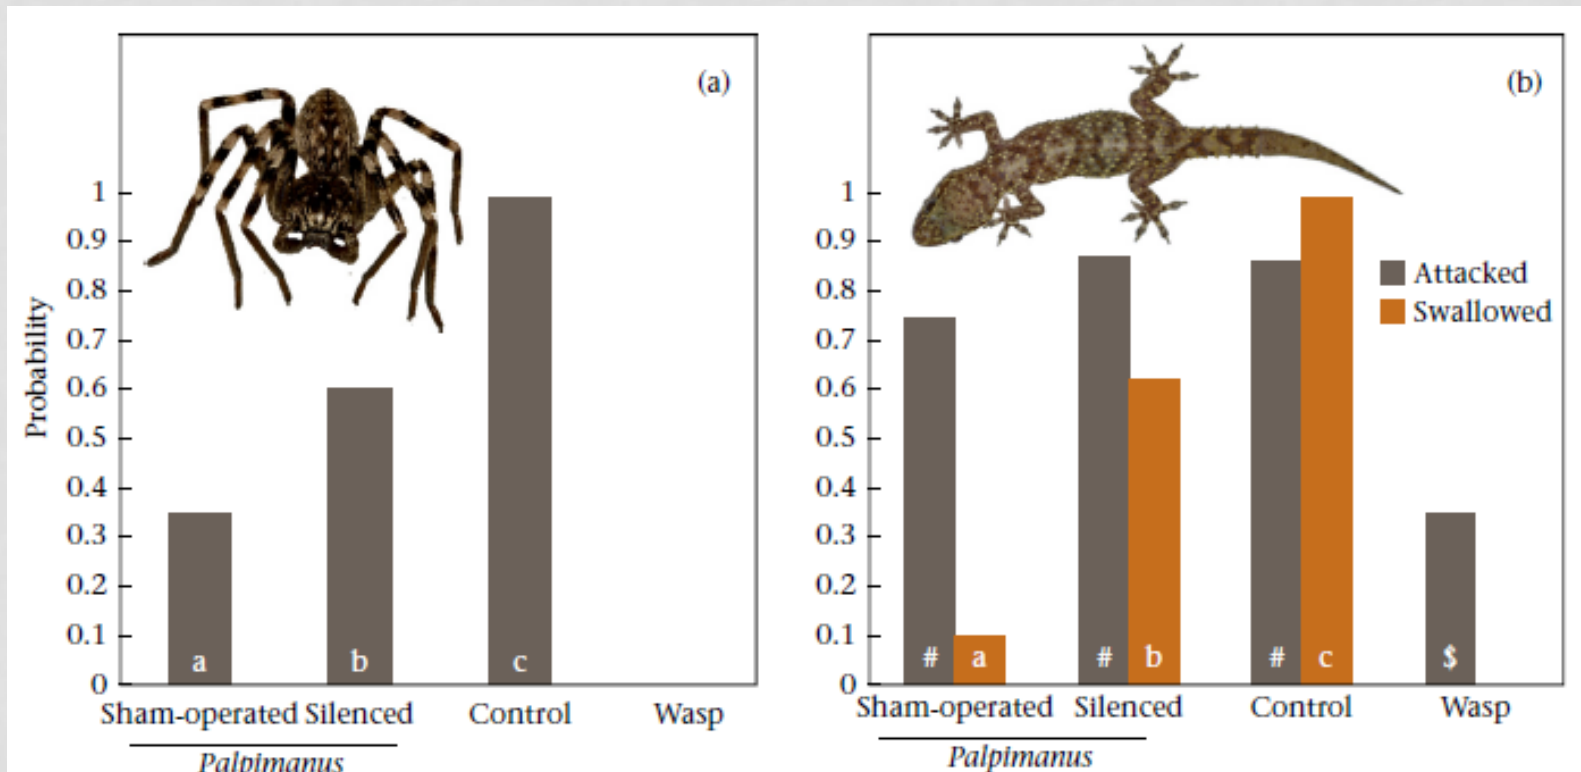 (a)
Probability
1
0.9
0.8
0.7
0.6
0.5
0.4
0.3
0.2
0.1
0
a
b
c
Sham-operated Silenced Control Wasp
Palpimanus
(b)
1
0.9
0.8
0.7
0.6
0.5
0.4
0.3
0.2
0.1
0
Attacked
Swallowed
# a
# b
# c
$
Sham-operated Silenced Control Wasp
Palpimanus